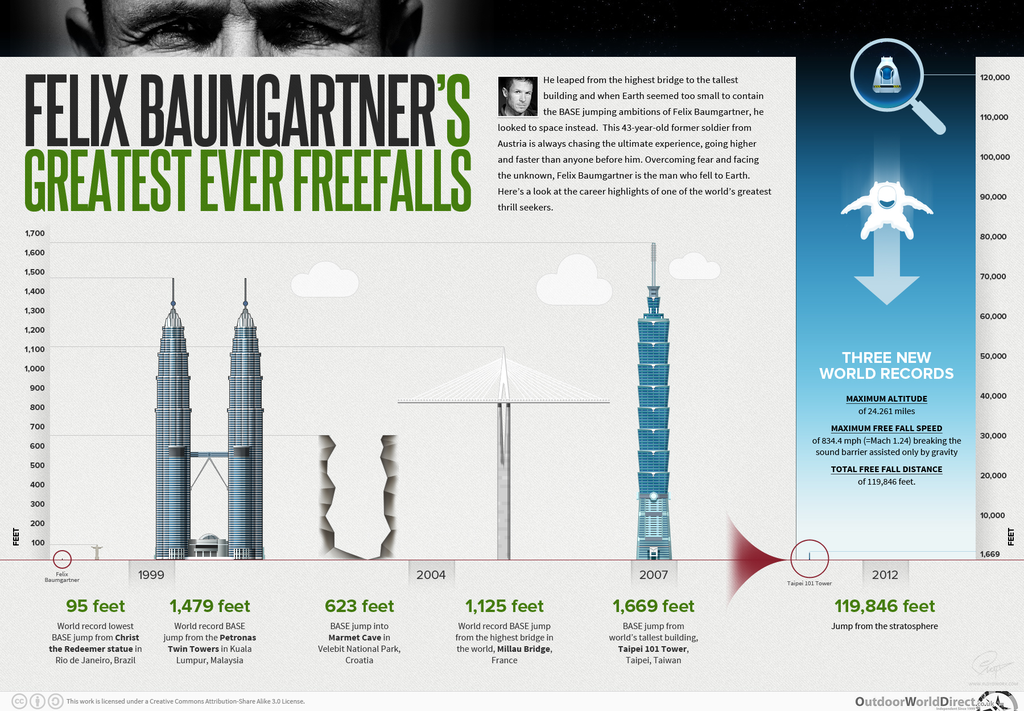 FELIX BAUMGARTNER'S
GREATEST EVER FREEFALLS
He leaped from the highest bridge to the tallest
building and when Earth seemed too small to contain
the BASE jumping ambitions of Felix Baumgartner, he
looked to space instead. This 43-year-old former soldier from
Austria is always chasing the ultimate experience, going higher
and faster than anyone before him. Overcoming fear and facing
the unknown, Felix Baumgartner is the man who fell to Earth.
Here's a look at the career highlights of one of the world's greatest
thrill seekers.
1,700
1,600
1,500
1,400
1,300
1,200
1,100
1,000
900
800
700
600
500
400
300
200
100
FEET
120,000
110,000
100,000
90,000
80,000
70,000
60,000
50,000
40,000
30,000
20,000
10,000
1,669
FEET
THREE NEW
WORLD RECORDS
MAXIMUM ALTITUDE
of 24.261 miles
MAXIMUM FREE FALL SPEED
of 834.4 mph (=Mach 1.24) breaking the
sound barrier assisted only by gravity
TOTAL FREE FALL DISTANCE
of 119,846 feet.
Felix
Baumgartner
1999
2004
2007
Taipei 101 Tower
2012
95 feet
World record lowest
BASE jump from Christ
the Redeemer statue in
Rio de Janeiro, Brazil
1,479 feet
World record BASE
jump from the Petronas
Twin Towers in Kuala
Lumpur, Malaysia
623 feet
BASE jump into
Marmet Cave in
Velebit National Park,
Croatia
1,125 feet
World record BASE jump
from the highest bridge in
the world, Millau Bridge,
France
1,669 feet
BASE jump from
world's tallest building,
Taipei 101 Tower,
Taipei, Taiwan
119,846 feet
Jump from the stratosphere
cc
This work is licensed under a Creative Commons Attribution-Share Alike 3.0 License.
OutdoorWorldDirect.co.uk